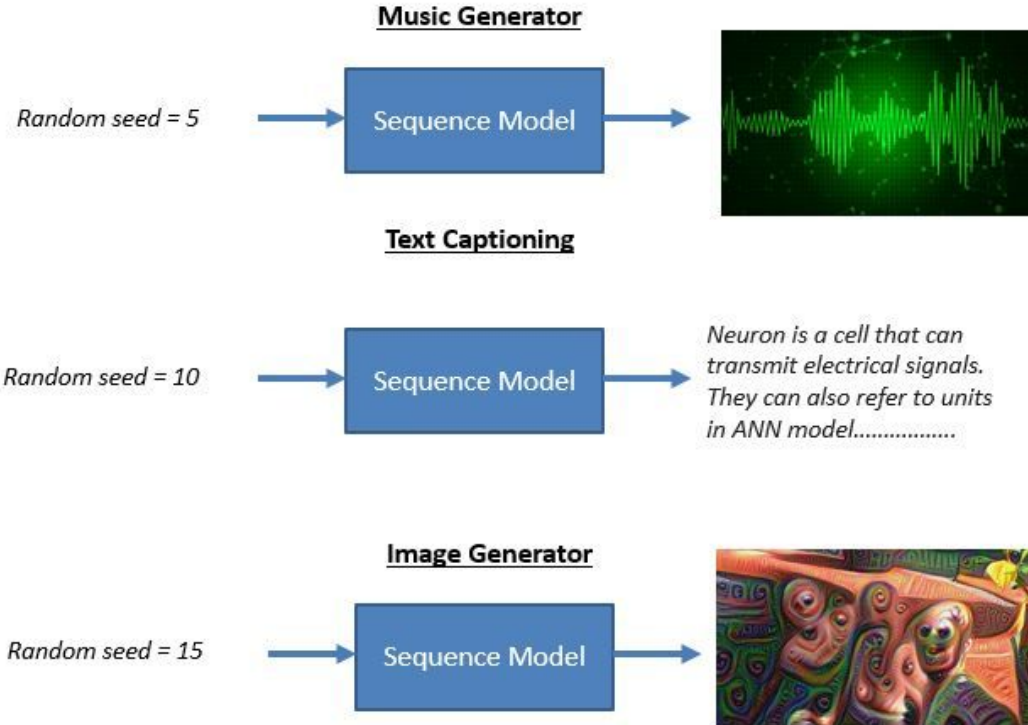 Music Generator
Random seed = 5
Sequence Model
Text Captioning
Random seed = 10
Sequence Model
Neuron is a cell that can
transmit electrical signals.
They can also refer to units
in ANN model.................
Image Generator
Random seed = 15
Sequence Model